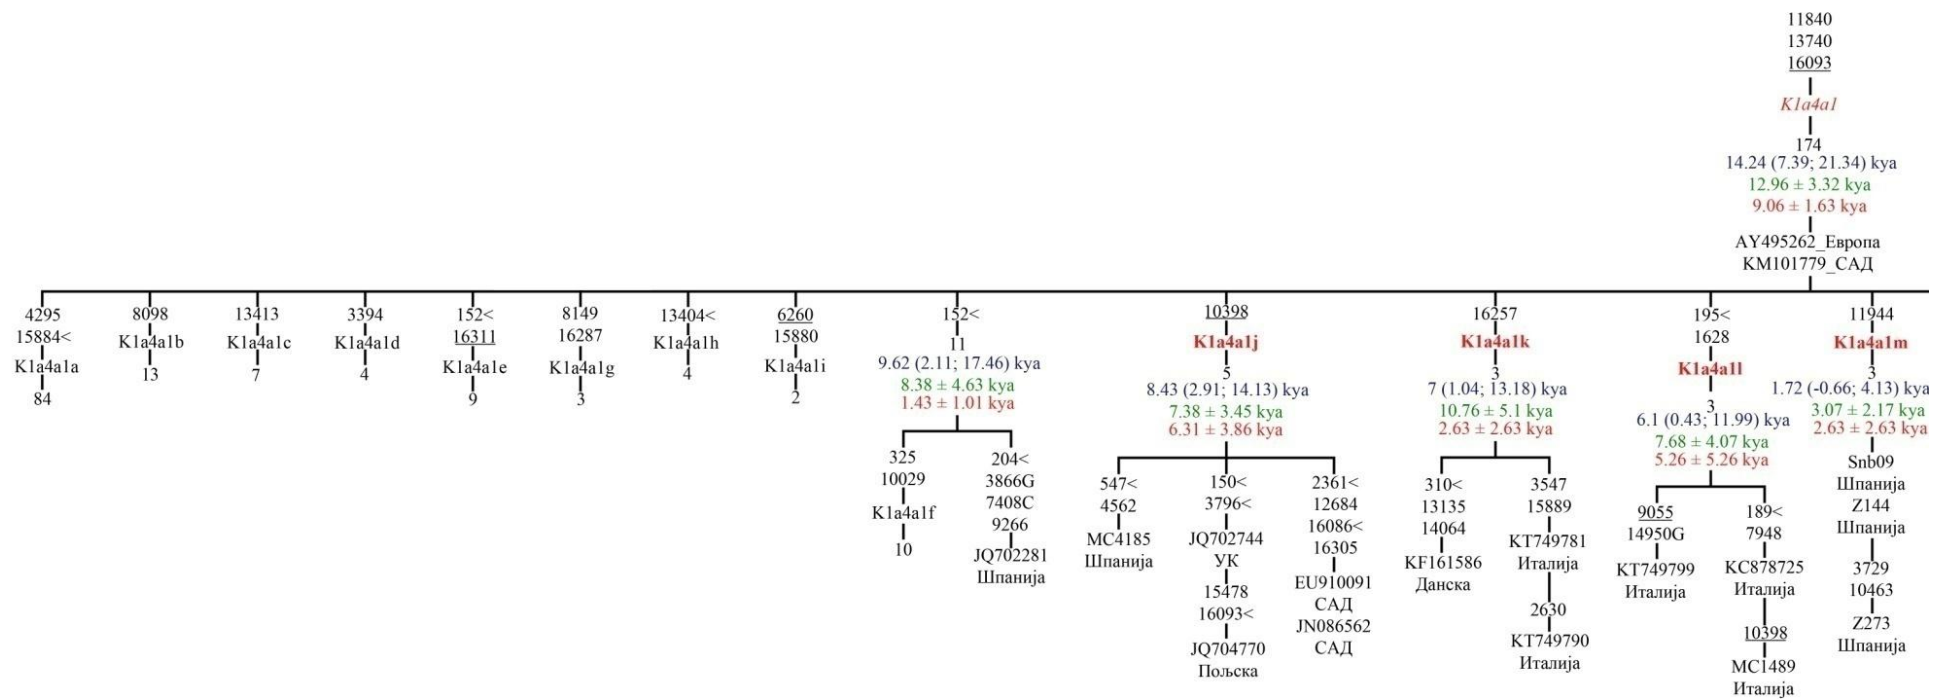 11840
13740
16093
K1a4a1
174
14.24 (7.39; 21.34) kya
12.96 ± 3.32 kya
9.06 ± 1.63 kya
AY495262_Европа
KM101779_САД
4295
15884<
K1a4a1a
84
8098
K1a4a1b
13
13413
K1a4a1c
7
3394
K1a4a1d
4
152<
16311
K1a4a1e
9
8149
16287
K1a4a1g
3
13404<
K1a4a1h
4
6260
15880
K1a4a1i
2
152<
11
9.62 (2.11; 17.46) kya
8.38 ± 4.63 kya
1.43 ± 1.01 kya
325
10029
K1a4a1f
10
204<
3866G
7408C
9266
JQ702281
Шпанија
10398
K1a4a1j
5
8.43 (2.91; 14.13) kya
7.38 ± 3.45 kya
6.31 ± 3.86 kya
547<
4562
MC4185
Шпанија
150<
3796<
JQ702744
УК
15478
16093<
JQ704770
Пољска
2361<
12684
16086<
16305
EU910091
САД
JN086562
САД
16257
K1a4a1k
3
7 (1.04; 13.18) kya
10.76 ± 5.1 kya
2.63 ± 2.63 kya
310<
13135
14064
KF161586
Данска
3547
15889
KT749781
Италија
2630
KT749790
Италија
195<
1628
K1a4a1l
3
6.1 (0.43; 11.99) kya
7.68 ± 4.07 kya
5.26 ± 5.26 kya
9055
14950G
KT749799
Италија
189<
7948
KC878725
Италија
10398
MC1489
Италија
11944
K1a4a1m
3
1.72 (-0.66; 4.13) kya
3.07 ± 2.17 kya
2.63 ± 2.63 kya
Snb09
Шпанија
Z144
Шпанија
3729
10463
Z273
Шпанија